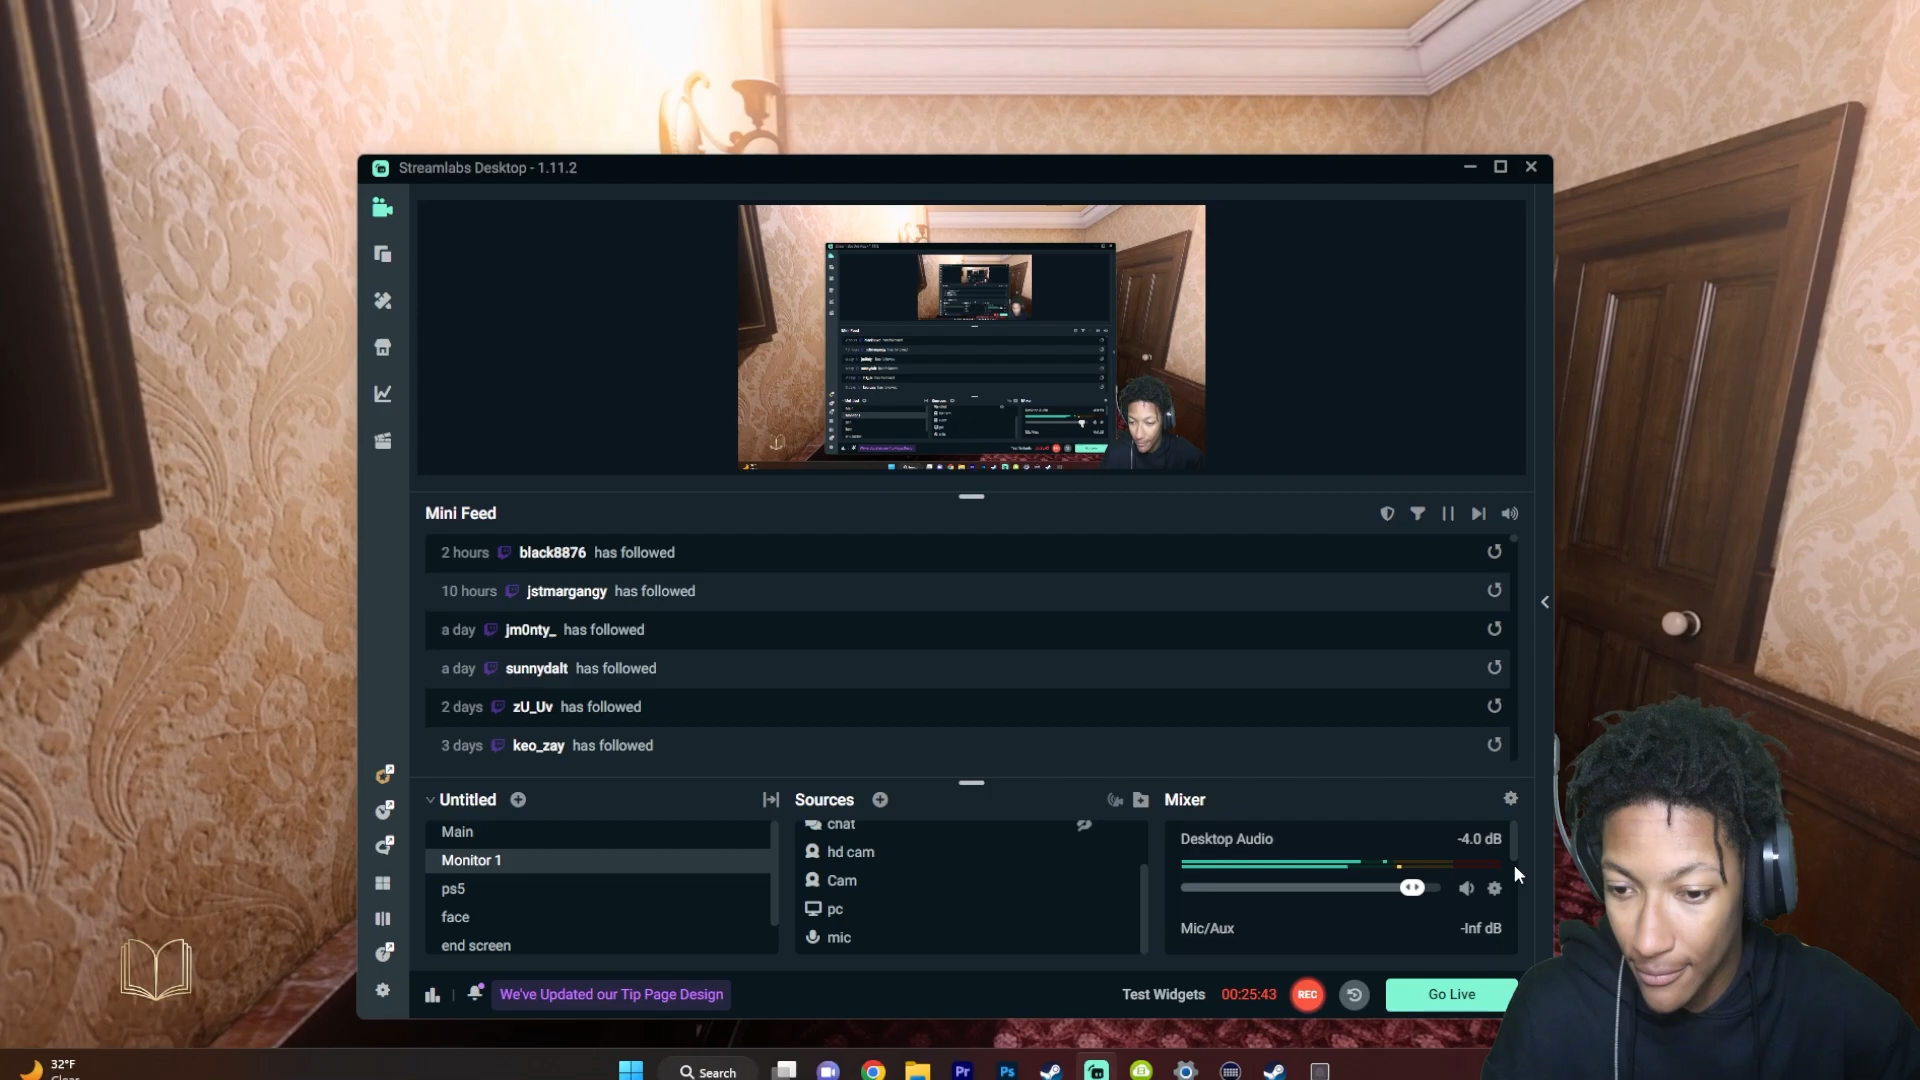 Streamlabs Desktop - 1.11.2
Mini Feed
2 hours black8876 has followed
10 hours jstmargangy has followed
a day jm0nty_ has followed
a day sunnydalt has followed
2 days zU_Uv has followed
3 days keo_zay has followed
Untitled
Main
Monitor 1
ps5
face
end screen
Sources
chat
hd cam
Cam
pc
mic
Mixer
Desktop Audio -4.0 dB
Mic/Aux -Inf dB
We've Updated our Tip Page Design
Test Widgets 00:25:43 REC
Go Live
32°F
Clear
Search
Pr
Ps